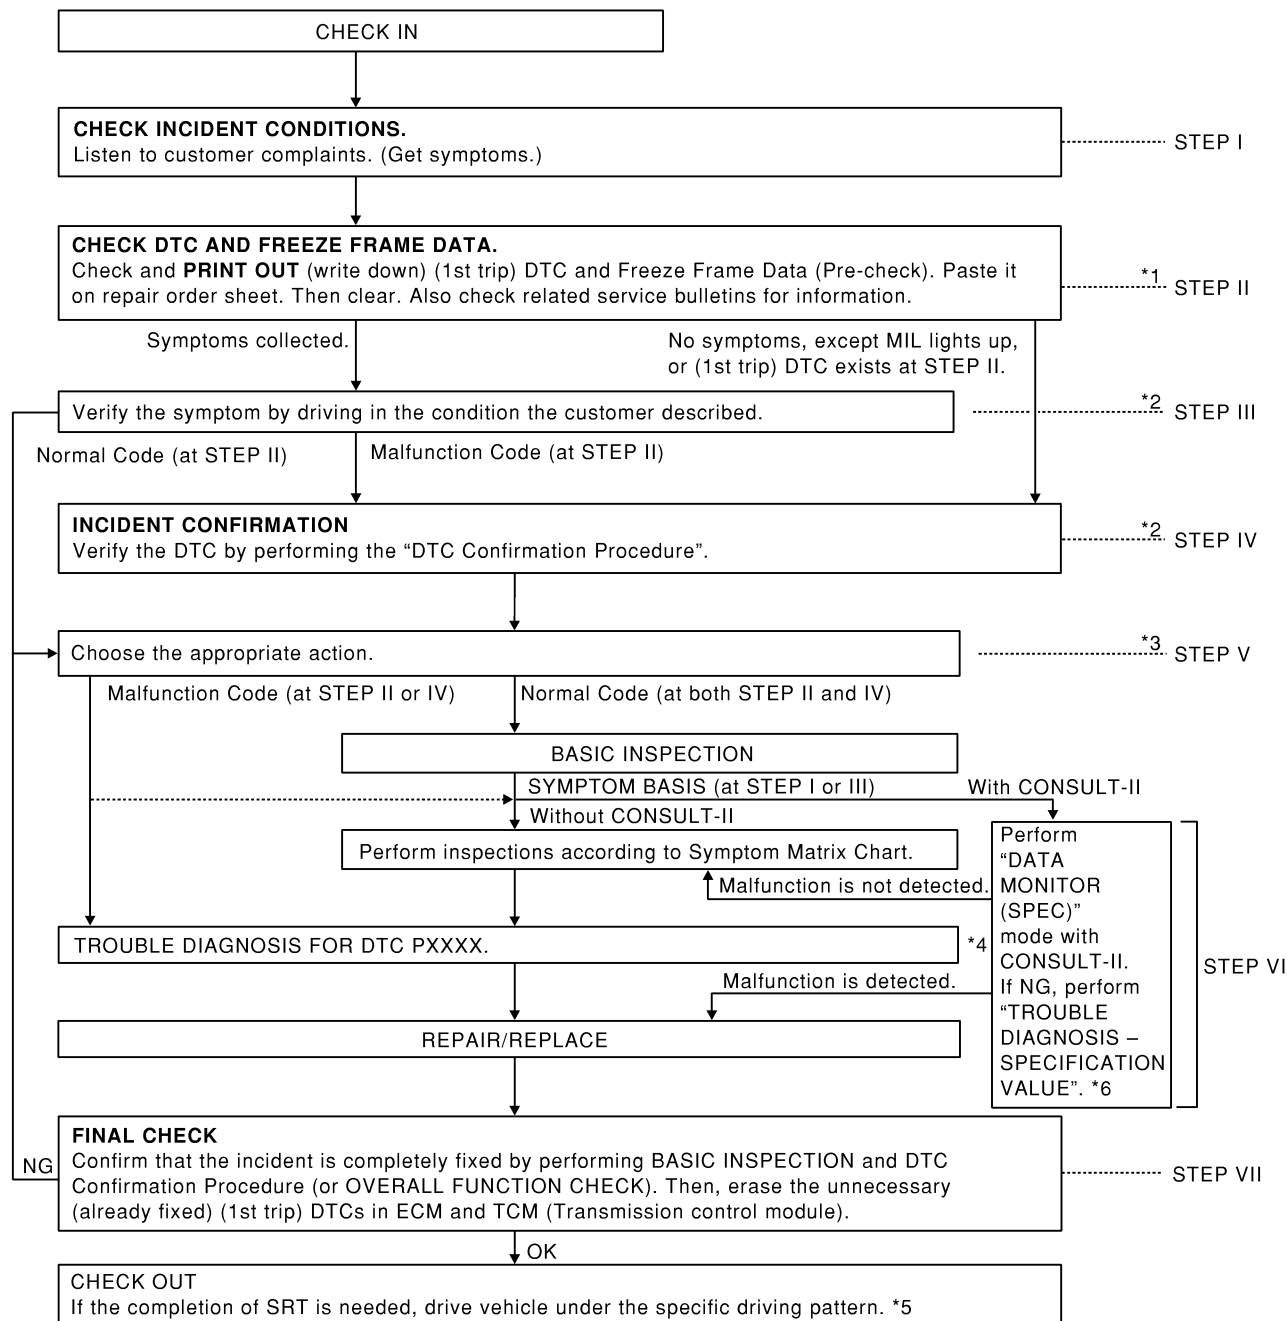 CHECK IN
CHECK INCIDENT CONDITIONS.
Listen to customer complaints. (Get symptoms.)
STEP I
CHECK DTC AND FREEZE FRAME DATA.
Check and PRINT OUT (write down) (1st trip) DTC and Freeze Frame Data (Pre-check). Paste it
on repair order sheet. Then clear. Also check related service bulletins for information.
*1
STEP II
Symptoms collected.
No symptoms, except MIL lights up,
or (1st trip) DTC exists at STEP II.
Verify the symptom by driving in the condition the customer described.
*2
STEP III
Normal Code (at STEP II)
Malfunction Code (at STEP II)
INCIDENT CONFIRMATION
Verify the DTC by performing the “DTC Confirmation Procedure”.
*2
STEP IV
Choose the appropriate action.
*3
STEP V
Malfunction Code (at STEP II or IV)
Normal Code (at both STEP II and IV)
BASIC INSPECTION
SYMPTOM BASIS (at STEP I or III)
With CONSULT-II
Without CONSULT-II
Perform inspections according to Symptom Matrix Chart.
Malfunction is not detected.
Perform
“DATA
MONITOR
(SPEC)”
mode with
CONSULT-II.
If NG, perform
“TROUBLE
DIAGNOSIS –
SPECIFICATION
VALUE”. *6
STEP VI
TROUBLE DIAGNOSIS FOR DTC PXXXX.
*4
Malfunction is detected.
REPAIR/REPLACE
FINAL CHECK
Confirm that the incident is completely fixed by performing BASIC INSPECTION and DTC
Confirmation Procedure (or OVERALL FUNCTION CHECK). Then, erase the unnecessary
(already fixed) (1st trip) DTCs in ECM and TCM (Transmission control module).
NG
STEP VII
OK
CHECK OUT
If the completion of SRT is needed, drive vehicle under the specific driving pattern. *5